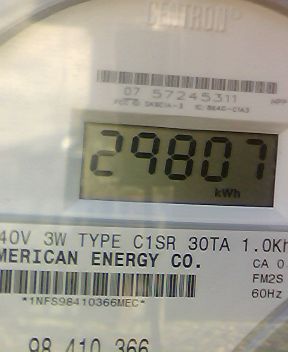 CENTRON®
07 57245311
29807
kWh
40V 3W TYPE C1SR 30TA 1.0Kh
MERICAN ENERGY CO.
CA 0
FM2S
*1NFS98410366MEC*
60Hz
98 410 366